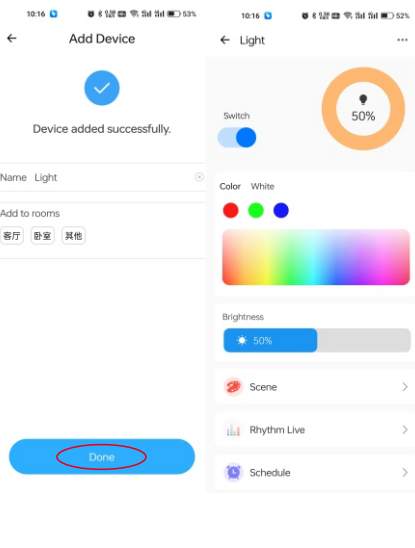 10:16
53%
Add Device
Device added successfully.
Name Light
Add to rooms
客厅 卧室 其他
Done
10:16
52%
Light
Switch
50%
Color White
Brightness
50%
Scene
Rhythm Live
Schedule